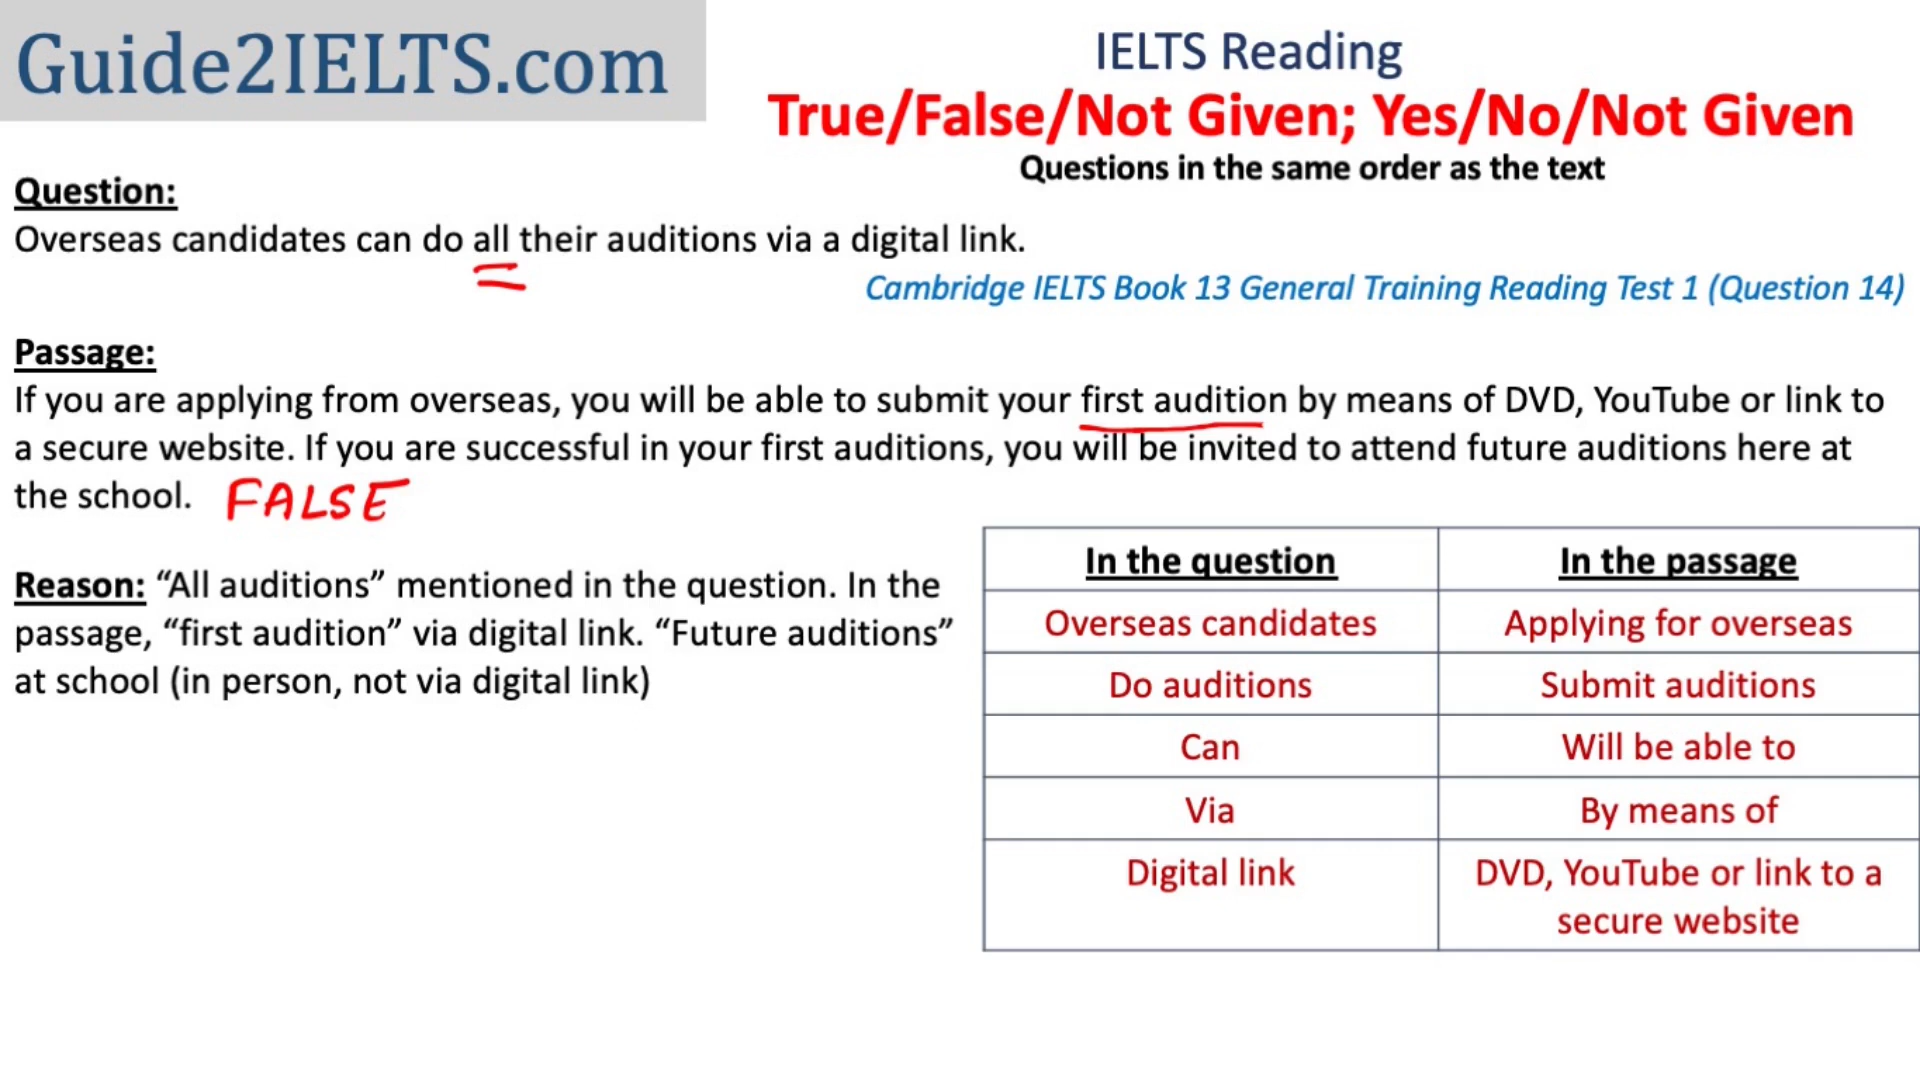 Guide2IELTS.com
IELTS Reading
True/False/Not Given; Yes/No/Not Given
Questions in the same order as the text
Question:
Overseas candidates can do all their auditions via a digital link.
Cambridge IELTS Book 13 General Training Reading Test 1 (Question 14)
Passage:
If you are applying from overseas, you will be able to submit your first audition by means of DVD, YouTube or link to
a secure website. If you are successful in your first auditions, you will be invited to attend future auditions here at
the school. FALSE
Reason: “All auditions” mentioned in the question. In the
passage, “first audition” via digital link. “Future auditions”
at school (in person, not via digital link)
In the question In the passage
Overseas candidates Applying for overseas
Do auditions Submit auditions
Can Will be able to
Via By means of
Digital link DVD, YouTube or link to a
secure website